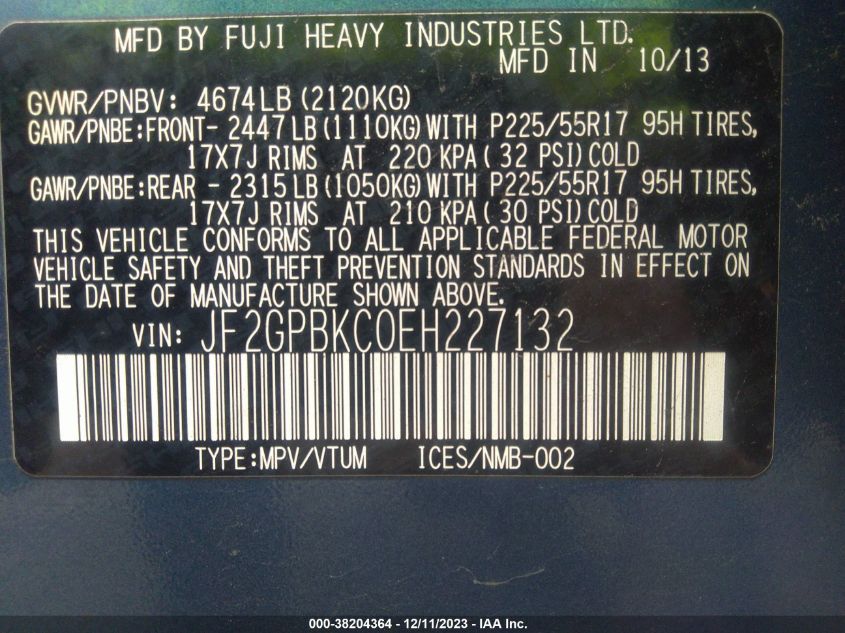 MFD BY FUJI HEAVY INDUSTRIES LTD.
MFD IN 10/13
GVWR/PNBV: 4674LB (2120KG)
GAWR/PNBE:FRONT- 2447LB (1110KG) WITH P225/55R17 95H TIRES,
17X7J RIMS AT 220 KPA ( 32 PSI) COLD
GAWR/PNBE:REAR - 2315LB (1050KG) WITH P225/55R17 95H TIRES,
17X7J RIMS AT 210 KPA ( 30 PSI) COLD
THIS VEHICLE CONFORMS TO ALL APPLICABLE FEDERAL MOTOR
VEHICLE SAFETY AND THEFT PREVENTION STANDARDS IN EFFECT ON
THE DATE OF MANUFACTURE SHOWN ABOVE.
VIN: JF2GPBKC0EH227132
TYPE:MPV/VTUM ICES/NMB-002
000-38204364 - 12/11/2023 - IAA Inc.